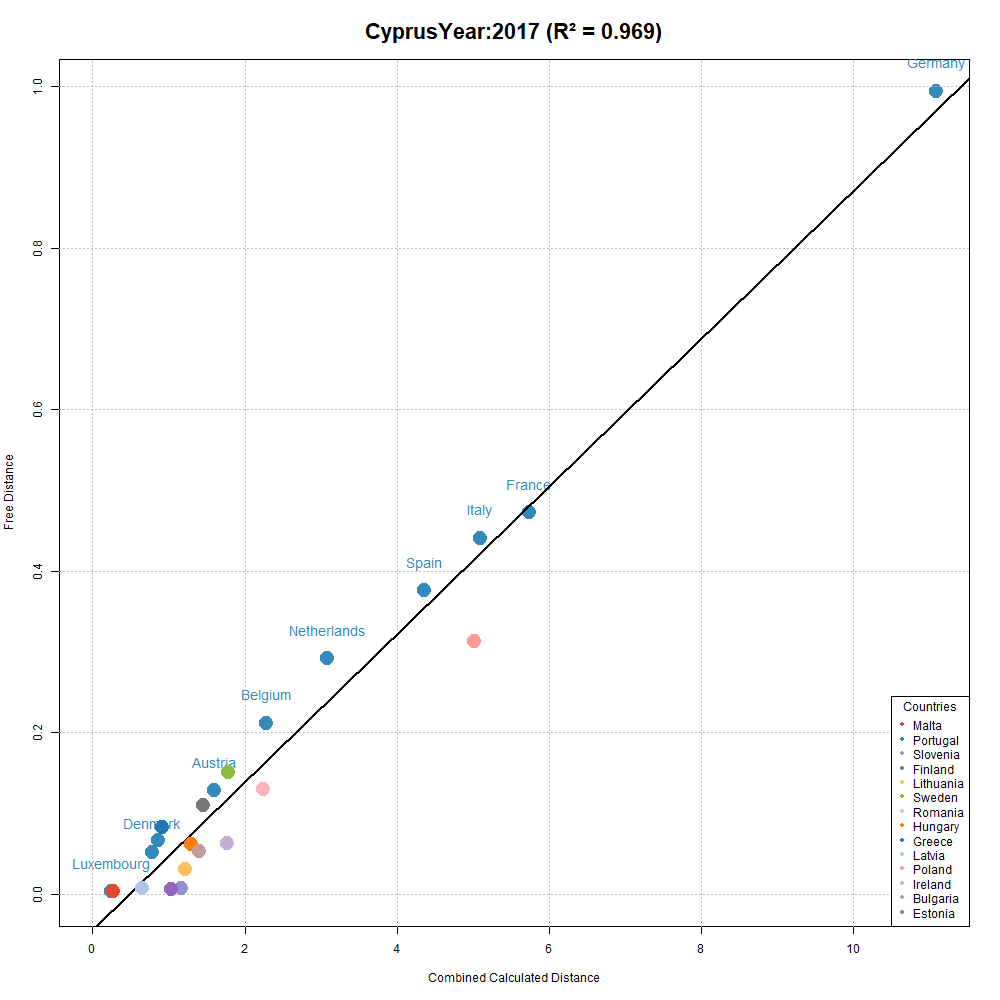 CyprusYear:2017 (R² = 0.969)
Germany
France
Italy
Spain
Netherlands
Belgium
Austria
Denmark
Luxembourg
1.0
0.8
0.6
0.4
0.2
0.0
Free Distance
0 2 4 6 8 10
Combined Calculated Distance
Countries
Malta
Portugal
Slovenia
Finland
Lithuania
Sweden
Romania
Hungary
Greece
Latvia
Poland
Ireland
Bulgaria
Estonia